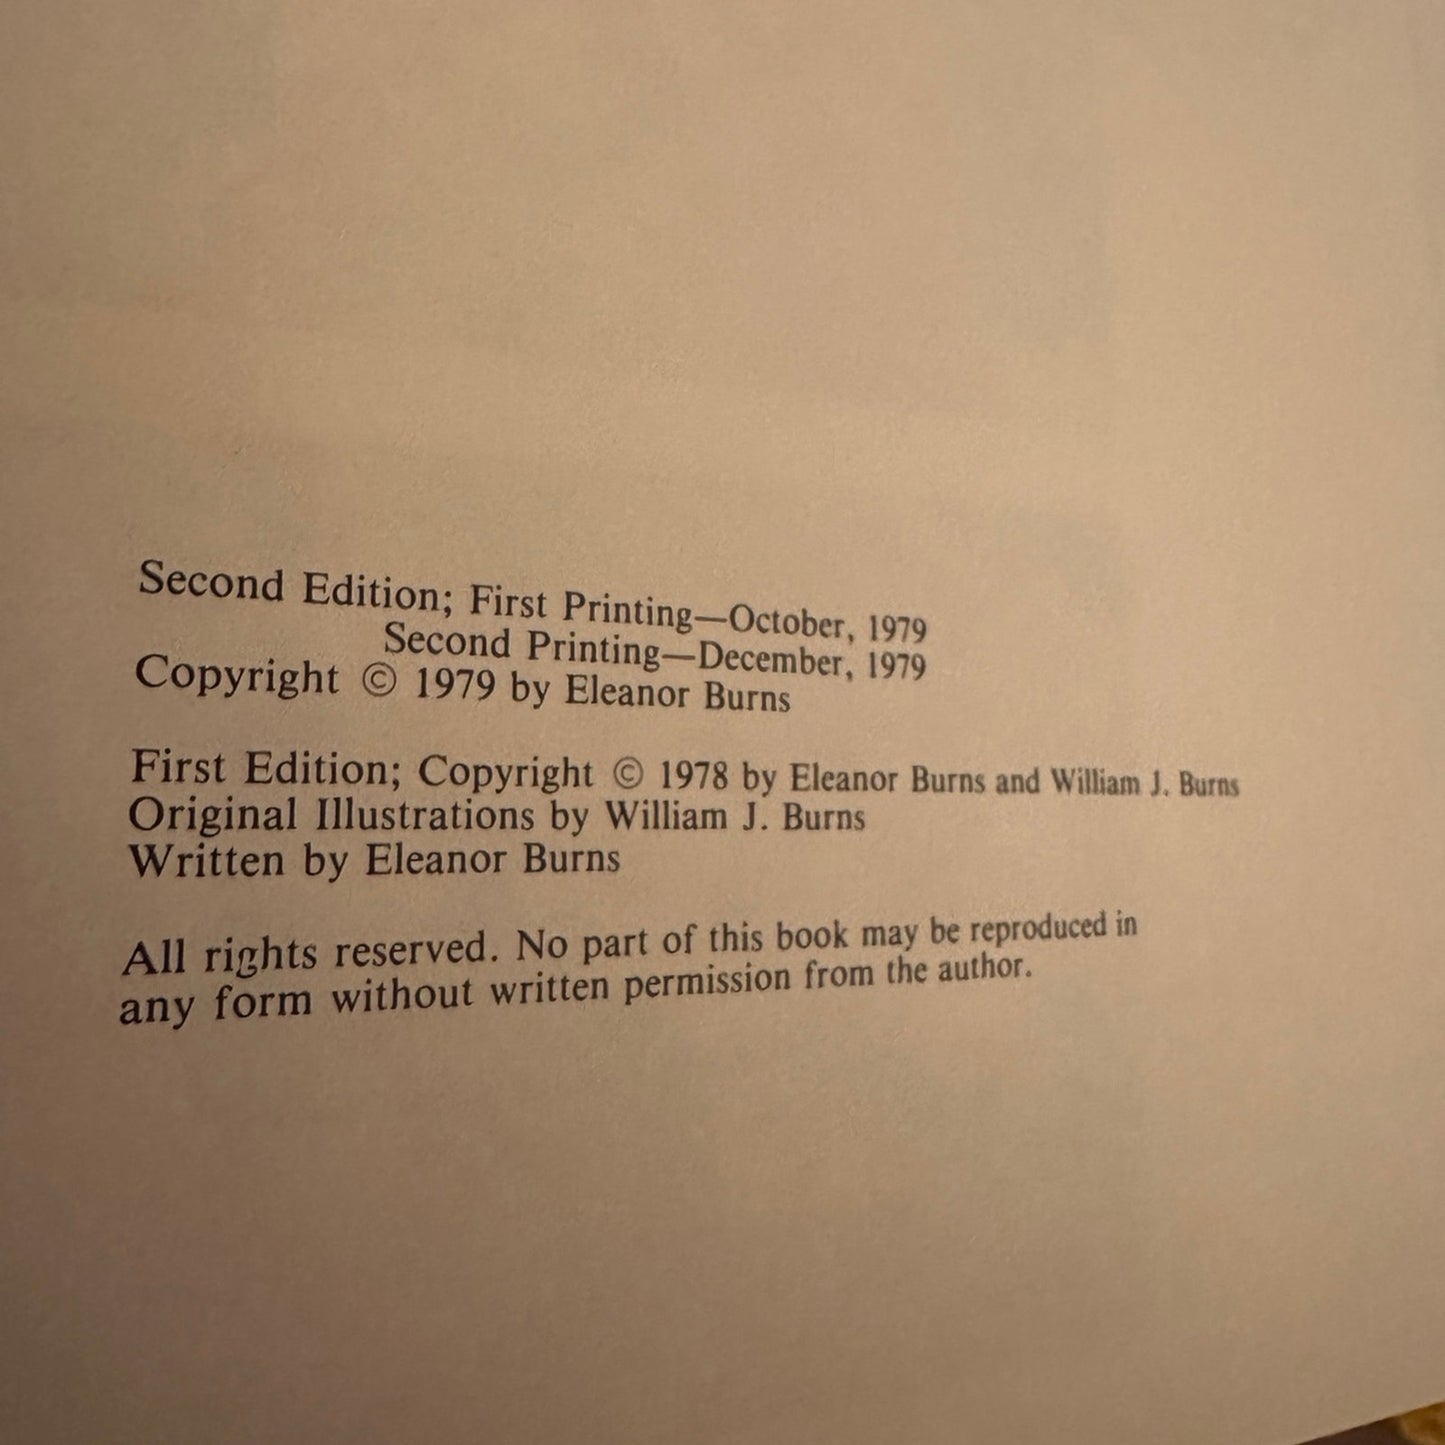 Second Edition; First Printing—October, 1979
Second Printing—December, 1979
Copyright © 1979 by Eleanor Burns
First Edition; Copyright © 1978 by Eleanor Burns and William J. Burns
Original Illustrations by William J. Burns
Written by Eleanor Burns
All rights reserved. No part of this book may be reproduced in
any form without written permission from the author.